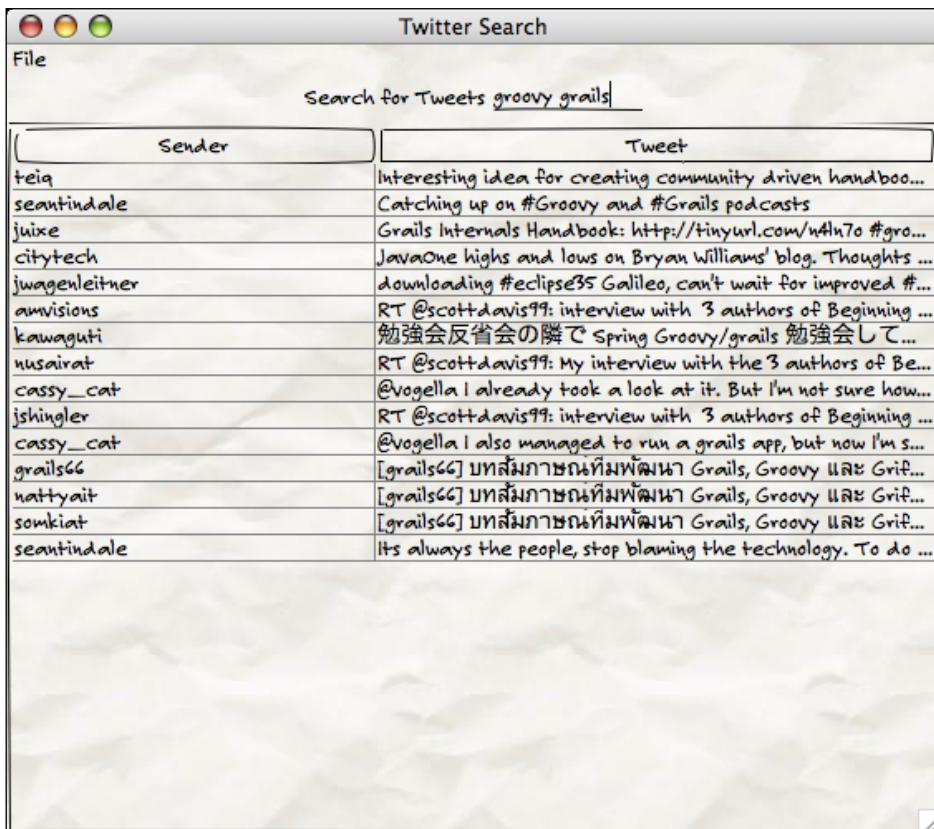 Twitter Search
File
Search for Tweets groovy grails
Sender Tweet
teiq Interesting idea for creating community driven handboo...
seantindale Catching up on #Groovy and #Grails podcasts
juixe Grails Internals Handbook: http://tinyurl.com/n4ln7o #gro...
citytech JavaOne highs and lows on Bryan Williams' blog. Thoughts ...
jwagenleitner downloading #eclipse35 Galileo, can't wait for improved #...
amvisions RT @scottdavis99: interview with 3 authors of Beginning ...
kawaguti 勉強会反省会の隣で Spring Groovy/grails 勉強会して...
nusairat RT @scottdavis99: My interview with the 3 authors of Be...
cassy__cat @vogella I already took a look at it. But I'm not sure how...
jshingler RT @scottdavis99: interview with 3 authors of Beginning ...
cassy__cat @vogella I also managed to run a grails app, but now I'm s...
grails66 [grails66] บทสัมภาษณ์ทีมพัฒนา Grails, Groovy และ Grif...
nattyait [grails66] บทสัมภาษณ์ทีมพัฒนา Grails, Groovy และ Grif...
somkiat [grails66] บทสัมภาษณ์ทีมพัฒนา Grails, Groovy และ Grif...
seantindale Its always the people, stop blaming the technology. To do ...